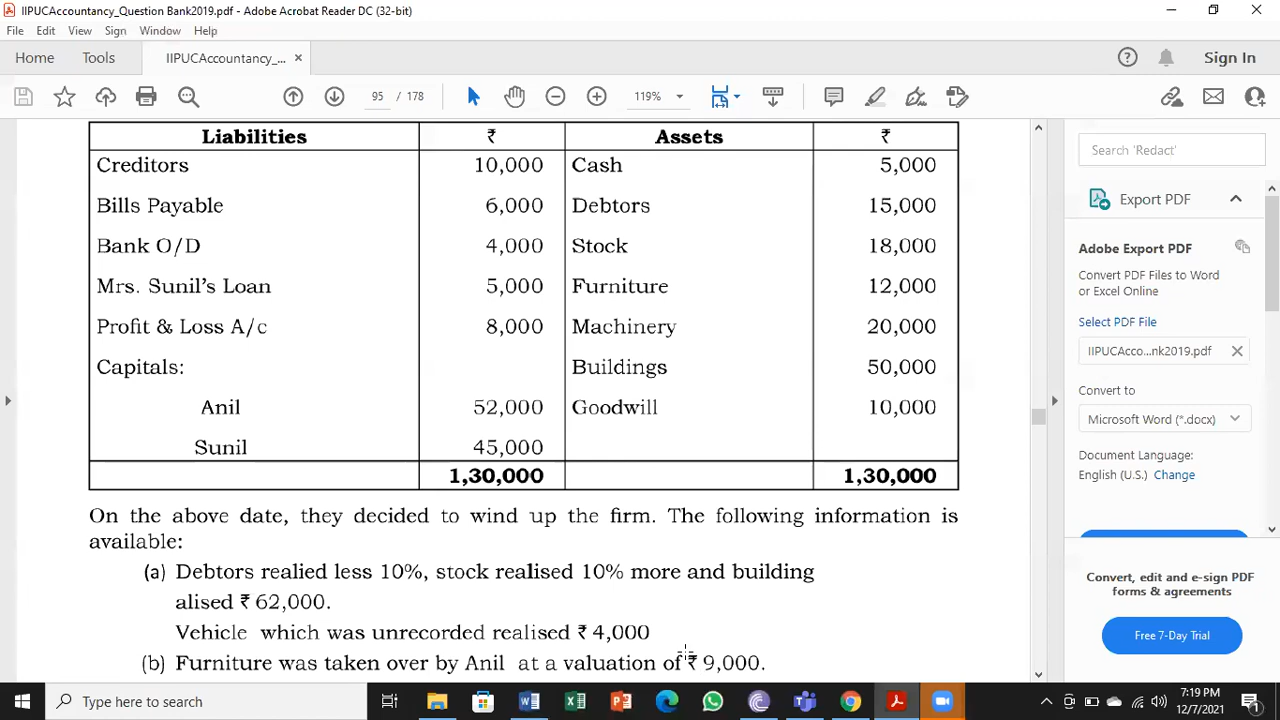 IIPUCAccountancy_Question Bank2019.pdf - Adobe Acrobat Reader DC (32-bit)
File Edit View Sign Window Help
Home Tools IIPUCAccountancy_... × ? Sign In
95 / 178 119%
Liabilities ₹ Assets ₹
Creditors 10,000 Cash 5,000
Bills Payable 6,000 Debtors 15,000
Bank O/D 4,000 Stock 18,000
Mrs. Sunil's Loan 5,000 Furniture 12,000
Profit & Loss A/c 8,000 Machinery 20,000
Capitals: Buildings 50,000
Anil 52,000 Goodwill 10,000
Sunil 45,000
1,30,000 1,30,000
On the above date, they decided to wind up the firm. The following information is
available:
(a) Debtors realied less 10%, stock realised 10% more and building
alised ₹ 62,000.
Vehicle which was unrecorded realised ₹ 4,000
(b) Furniture was taken over by Anil at a valuation of ₹ 9,000.
Search 'Redact'
Export PDF
Adobe Export PDF
Convert PDF Files to Word
or Excel Online
Select PDF File
IIPUCAcco...nk2019.pdf ×
Convert to
Microsoft Word (*.docx)
Document Language:
English (U.S.) Change
Convert, edit and e-sign PDF
forms & agreements
Free 7-Day Trial
Type here to search
7:19 PM
12/7/2021
1